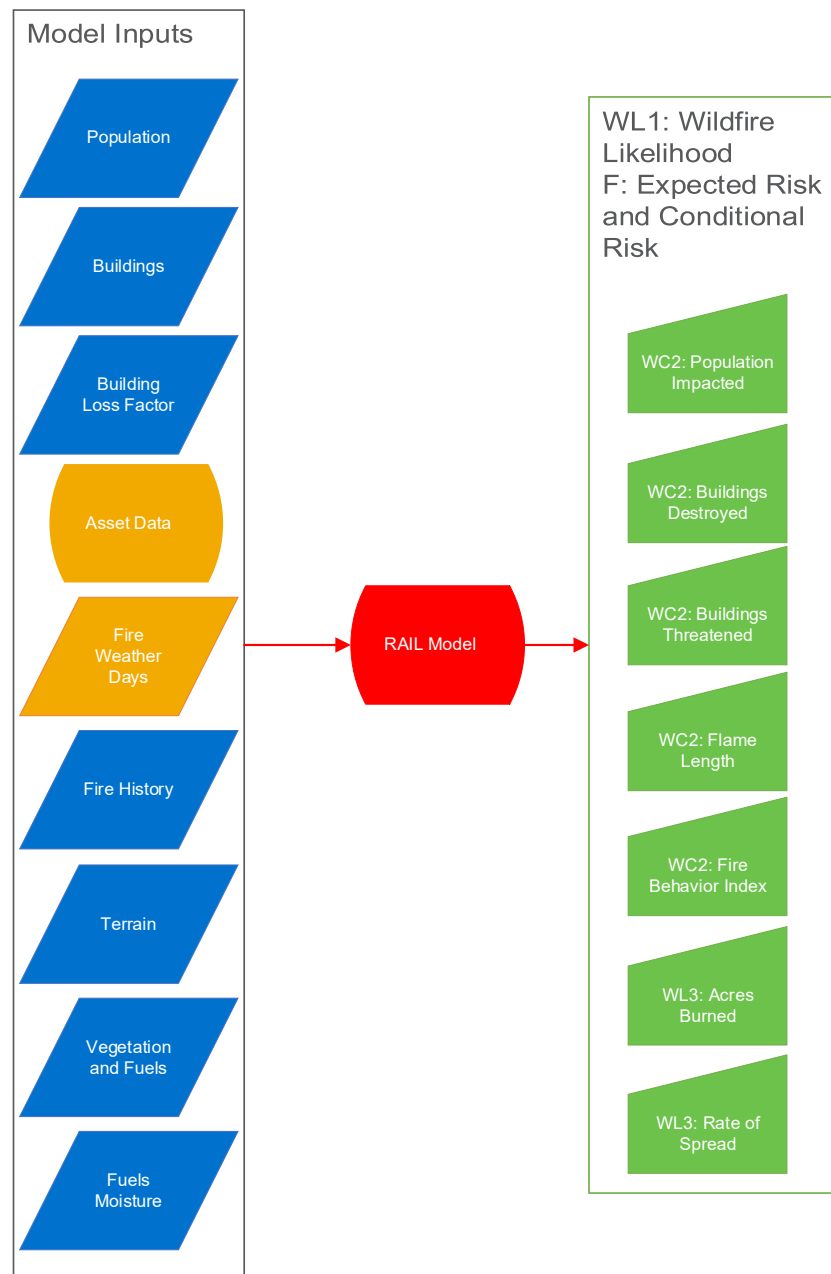 Model Inputs
Population
Buildings
Building
Loss Factor
Asset Data
Fire
Weather
Days
Fire History
Terrain
Vegetation
and Fuels
Fuels
Moisture
RAIL Model
WL1: Wildfire
Likelihood
F: Expected Risk
and Conditional
Risk
WC2: Population
Impacted
WC2: Buildings
Destroyed
WC2: Buildings
Threatened
WC2: Flame
Length
WC2: Fire
Behavior Index
WL3: Acres
Burned
WL3: Rate of
Spread